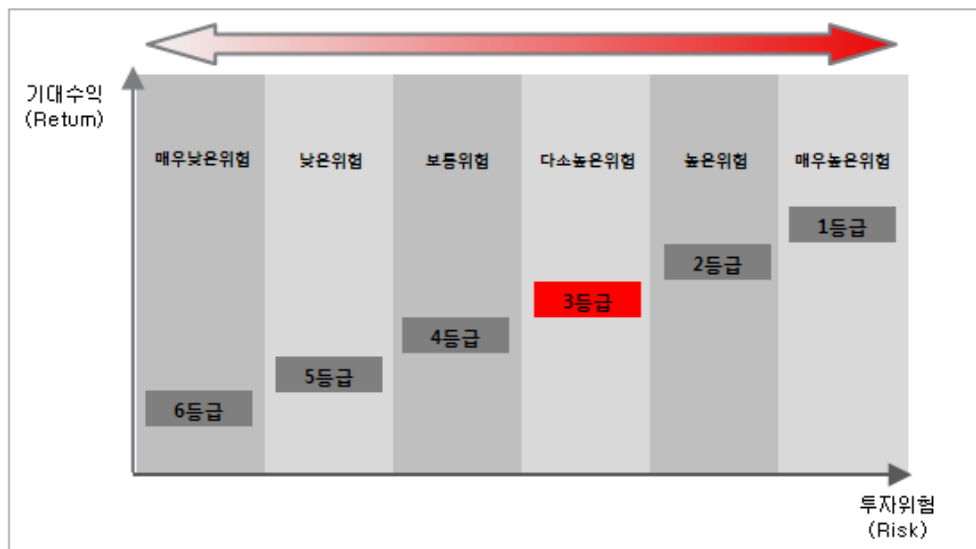 기대수익
(Return)
매우낮은위험
낮은위험
보통위험
다소높은위험
높은위험
매우높은위험
1등급
2등급
3등급
4등급
5등급
6등급
투자위험
(Risk)